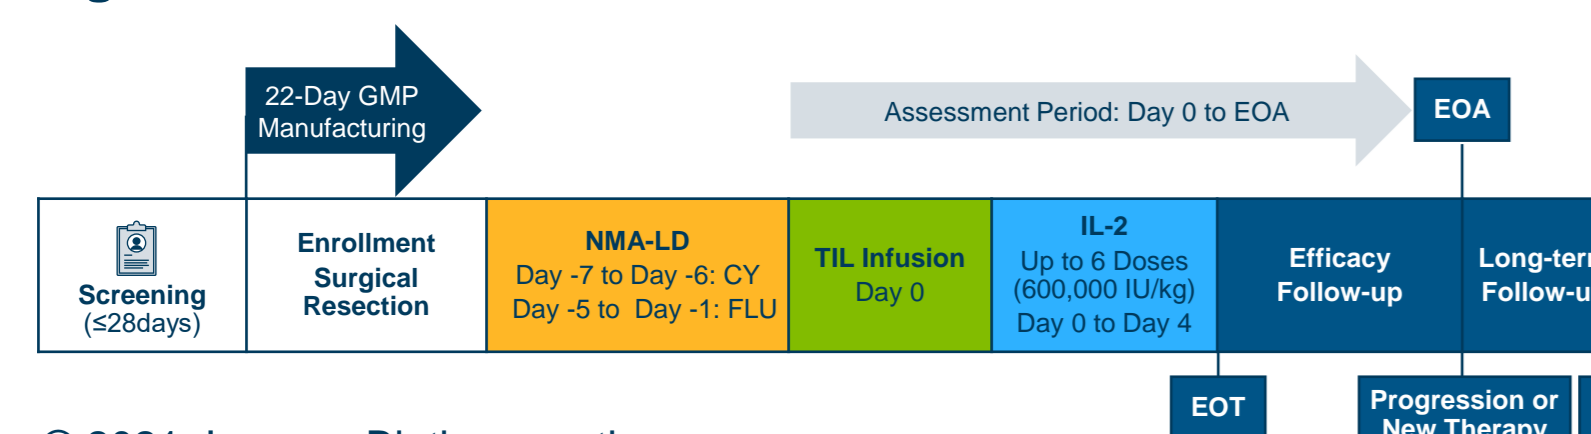 22-Day GMP
Manufacturing
Assessment Period: Day 0 to EOA
EOA
Screening
(≤28days)
Enrollment
Surgical
Resection
NMA-LD
Day -7 to Day -6: CY
Day -5 to  Day -1: FLU
TIL Infusion
Day 0
IL-2
Up to 6 Doses
(600,000 IU/kg)
Day 0 to Day 4
Efficacy
Follow-up
Long-ter
Follow-u
EOT
Progression or
New Therapy